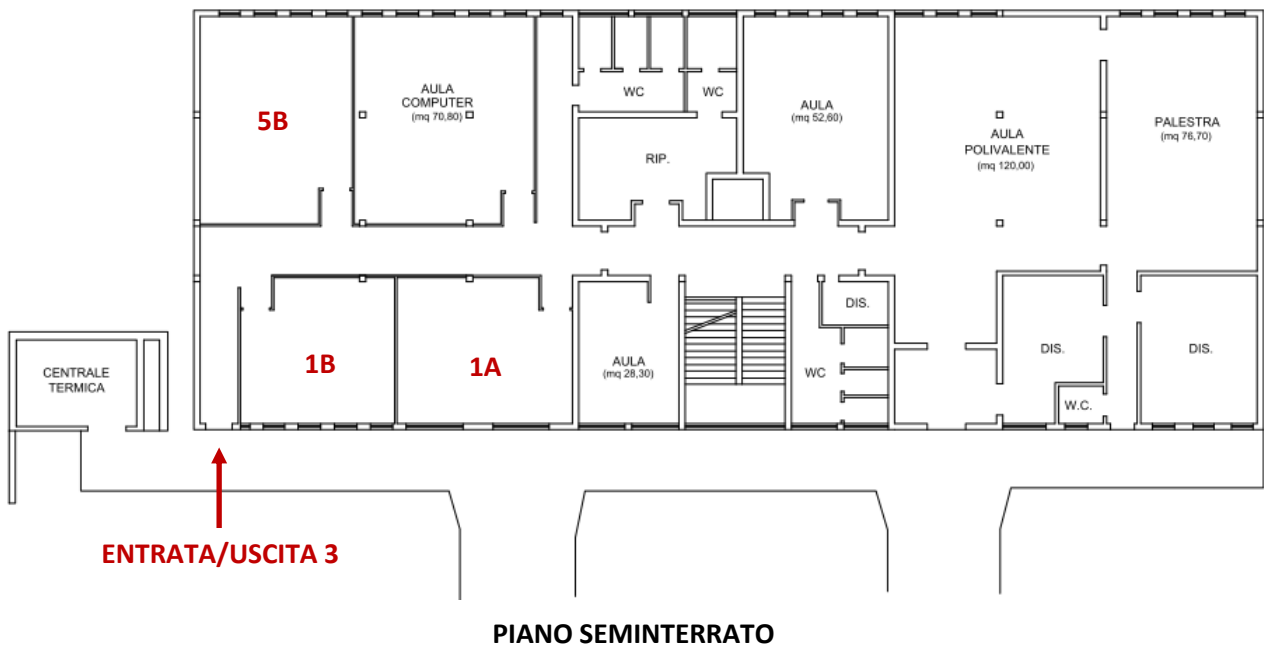 AULA
COMPUTER
(mq 70,80)
5B
WC
WC
AULA
(mq 52,60)
AULA
POLIVALENTE
(mq 120,00)
PALESTRA
(mq 76,70)
RIP.
DIS.
1B
1A
AULA
(mq 28,30)
WC
DIS.
DIS.
W.C.
CENTRALE
TERMICA
ENTRATA/USCITA 3
PIANO SEMINTERRATO